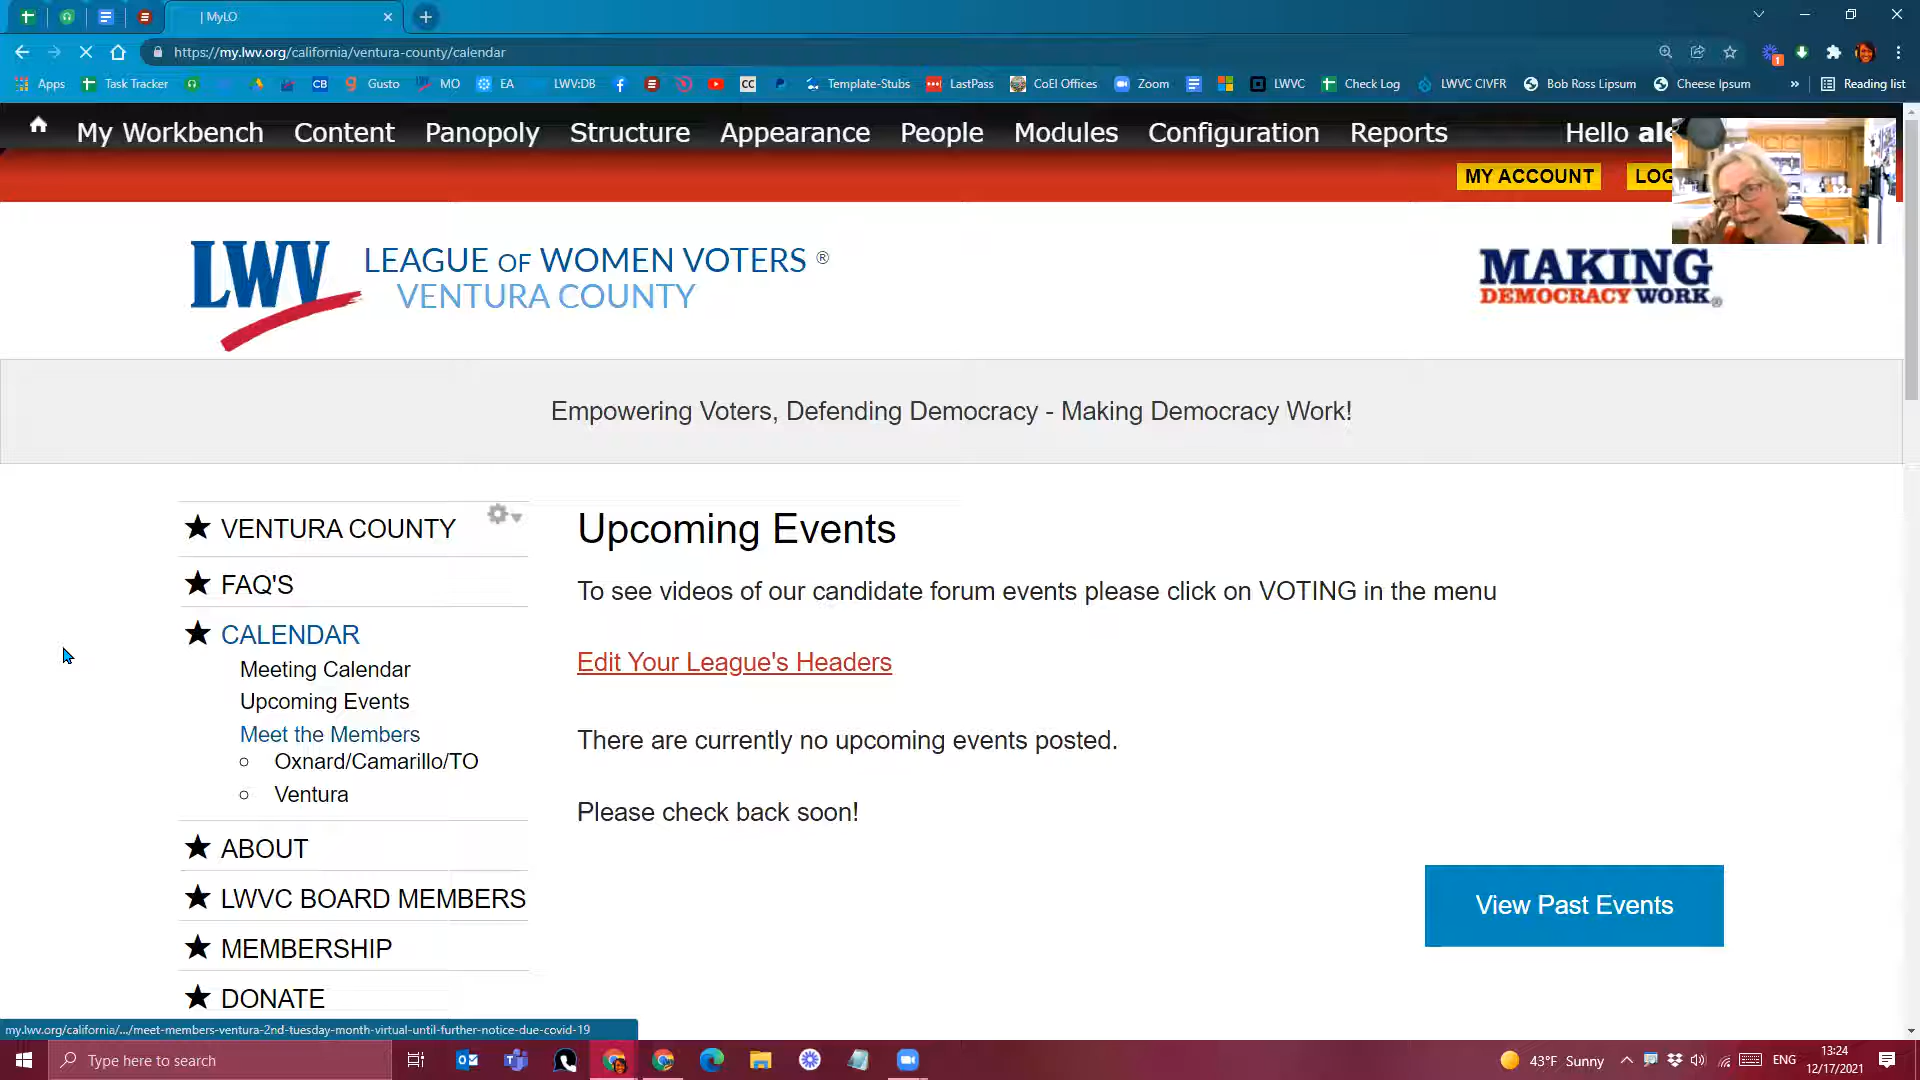 | MyLO
https://my.lwv.org/california/ventura-county/calendar
Apps Task Tracker CB Gusto MO EA LWV:DB CC Template-Stubs LastPass CoEI Offices Zoom LWVC Check Log LWVC CIVFR Bob Ross Lipsum Cheese Ipsum » Reading list
My Workbench Content Panopoly Structure Appearance People Modules Configuration Reports Hello
MY ACCOUNT
LWV LEAGUE OF WOMEN VOTERS ®
VENTURA COUNTY
MAKING
DEMOCRACY WORK®
Empowering Voters, Defending Democracy - Making Democracy Work!
VENTURA COUNTY
FAQ'S
CALENDAR
Meeting Calendar
Upcoming Events
Meet the Members
Oxnard/Camarillo/TO
Ventura
ABOUT
LWVC BOARD MEMBERS
MEMBERSHIP
DONATE
Upcoming Events
To see videos of our candidate forum events please click on VOTING in the menu
Edit Your League's Headers
There are currently no upcoming events posted.
Please check back soon!
View Past Events
my.lwv.org/california/.../meet-members-ventura-2nd-tuesday-month-virtual-until-further-notice-due-covid-19
Type here to search
43°F Sunny
ENG
13:24
12/17/2021